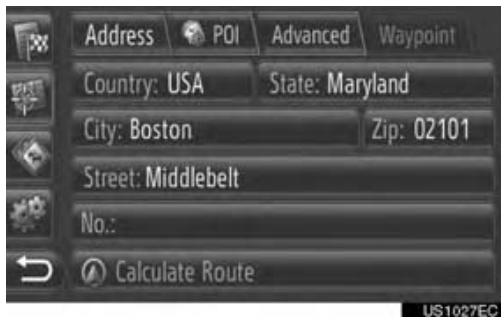 Address POI Advanced Waypoint
Country: USA State: Maryland
City: Boston Zip: 02101
Street: Middlebelt
No.:
Calculate Route
US1027EC